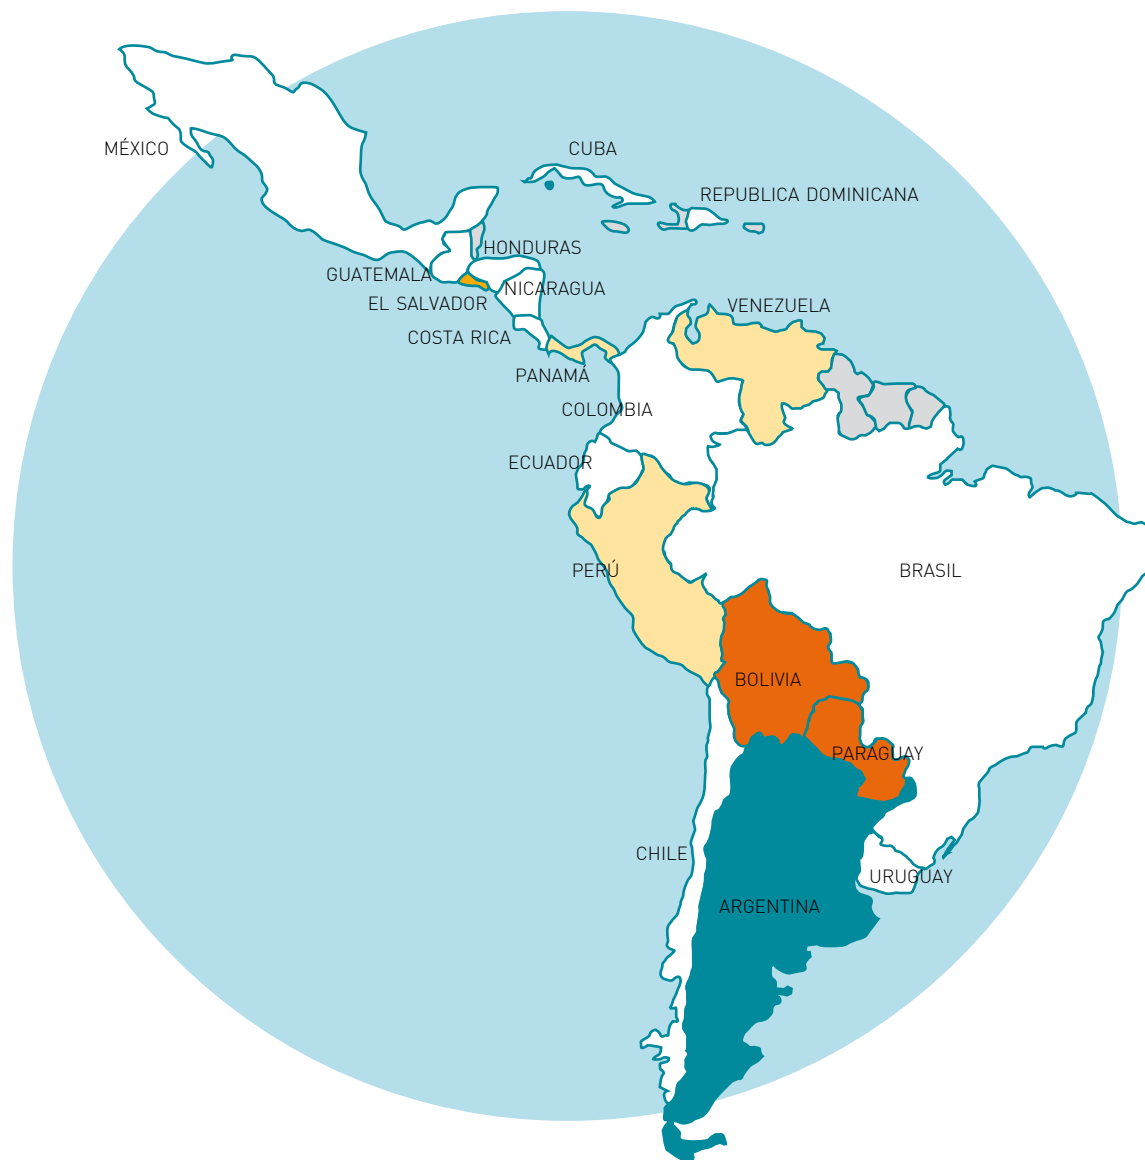 MÉXICO
CUBA
REPUBLICA DOMINICANA
HONDURAS
GUATEMALA
NICARAGUA
EL SALVADOR
VENEZUELA
COSTA RICA
PANAMÁ
COLOMBIA
ECUADOR
PERÚ
BRASIL
BOLIVIA
PARAGUAY
CHILE
URUGUAY
ARGENTINA